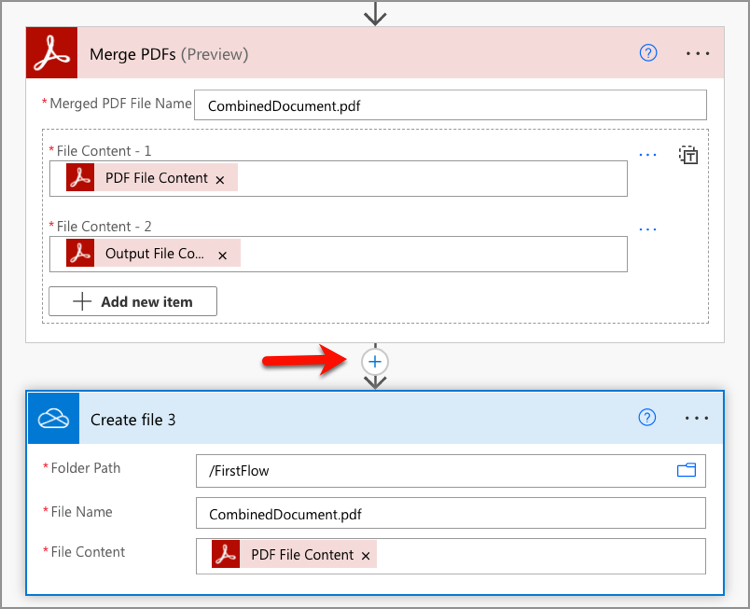 Merge PDFs (Preview)
* Merged PDF File Name CombinedDocument.pdf
* File Content - 1
PDF File Content ×
* File Content - 2
Output File Co... ×
Add new item
Create file 3
* Folder Path /FirstFlow
* File Name CombinedDocument.pdf
* File Content PDF File Content ×